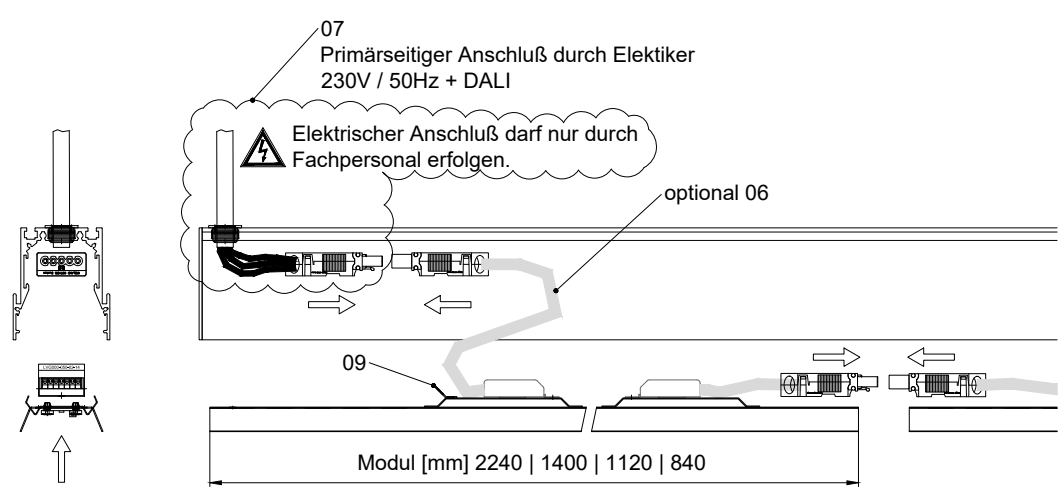 07
Primärseitiger Anschluß durch Elektiker
230V / 50Hz + DALI
Elektrischer Anschluß darf nur durch
Fachpersonal erfolgen.
optional 06
09
Modul [mm] 2240 | 1400 | 1120 | 840